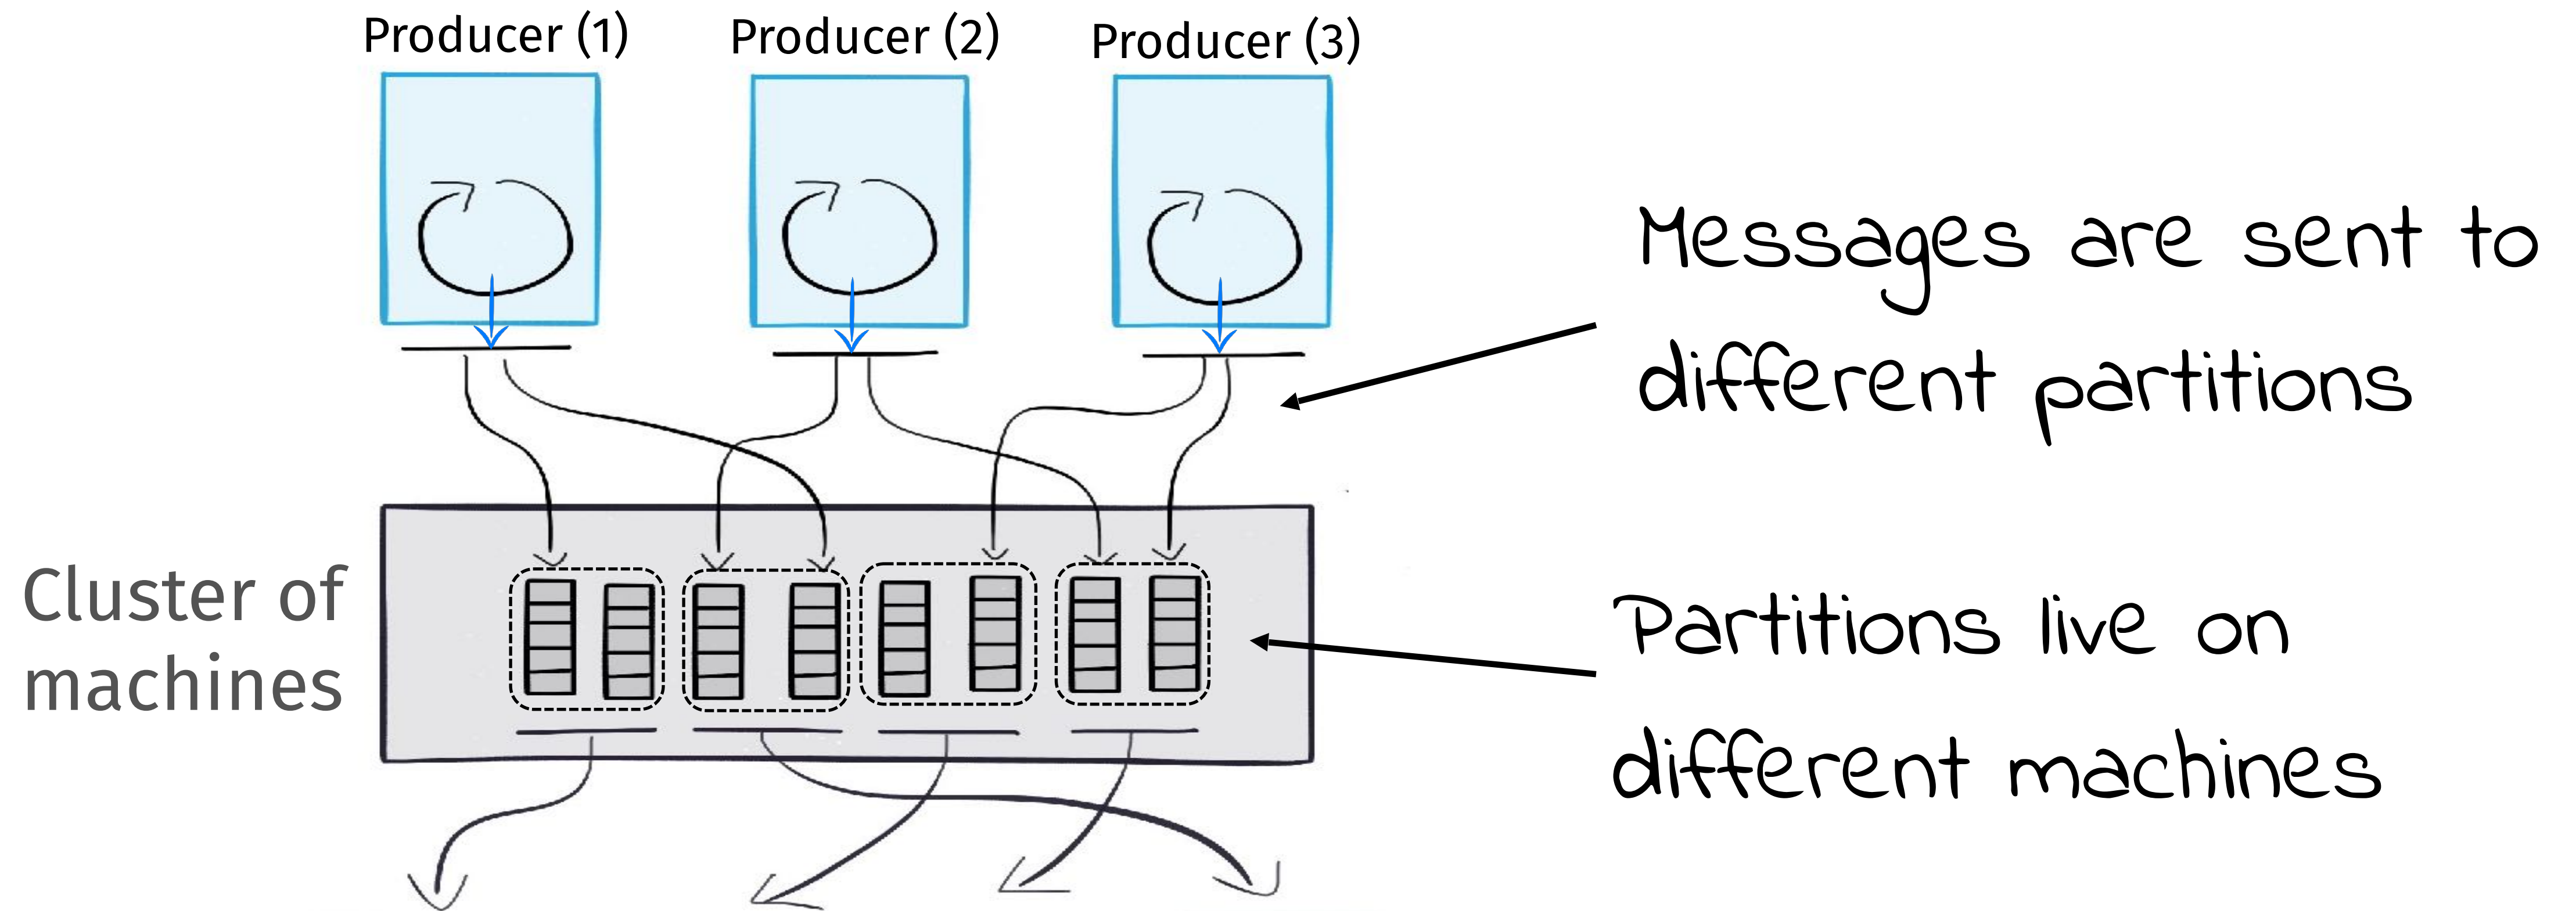 Producer (1)
Producer (2)
Producer (3)
Messages are sent to
different partitions
Cluster of
machines
Partitions live on
different machines